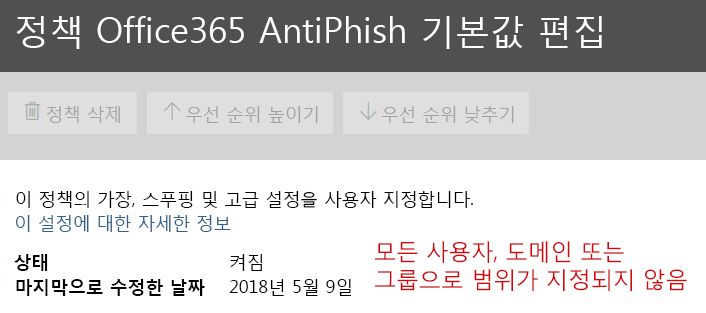 정책 Office365 AntiPhish 기본값 편집
정책 삭제
우선 순위 높이기
우선 순위 낮추기
이 정책의 가장, 스푸핑 및 고급 설정을 사용자 지정합니다.
이 설정에 대한 자세한 정보
상태 켜짐
마지막으로 수정한 날짜 2018년 5월 9일
모든 사용자, 도메인 또는
그룹으로 범위가 지정되지 않음